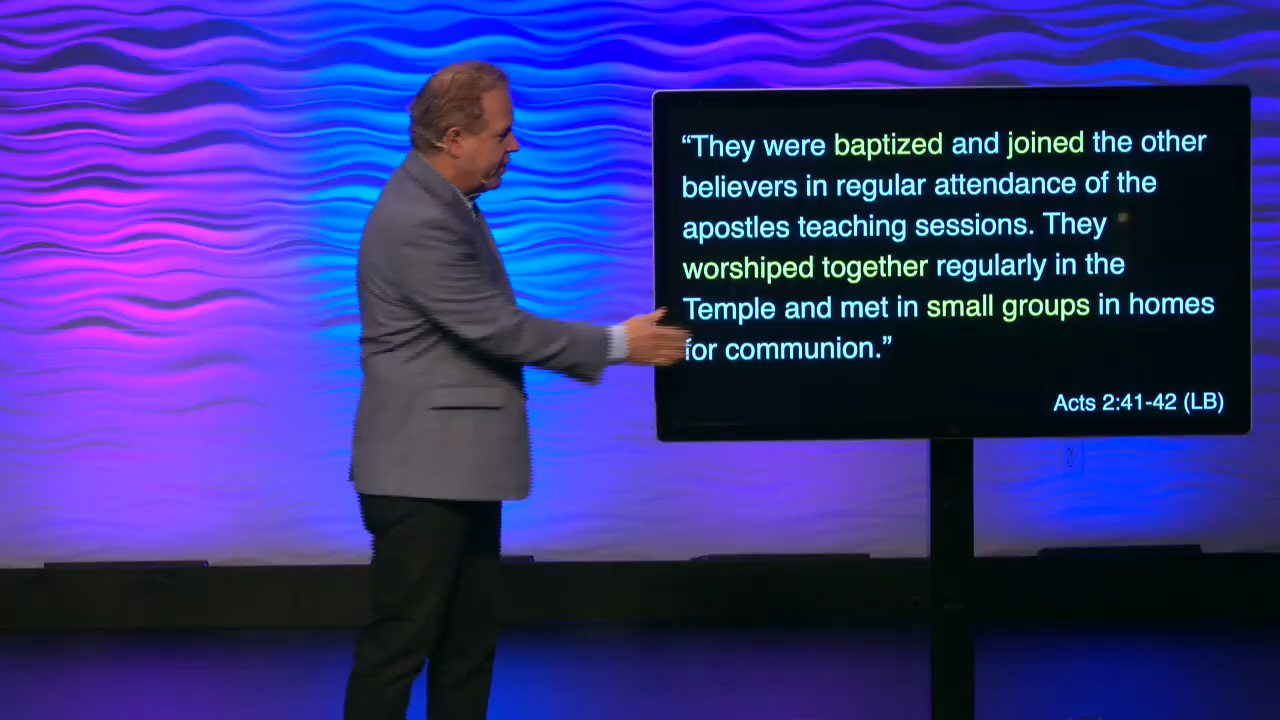 “They were baptized and joined the other
believers in regular attendance of the
apostles teaching sessions. They
worshiped together regularly in the
Temple and met in small groups in homes
for communion.”
Acts 2:41-42 (LB)